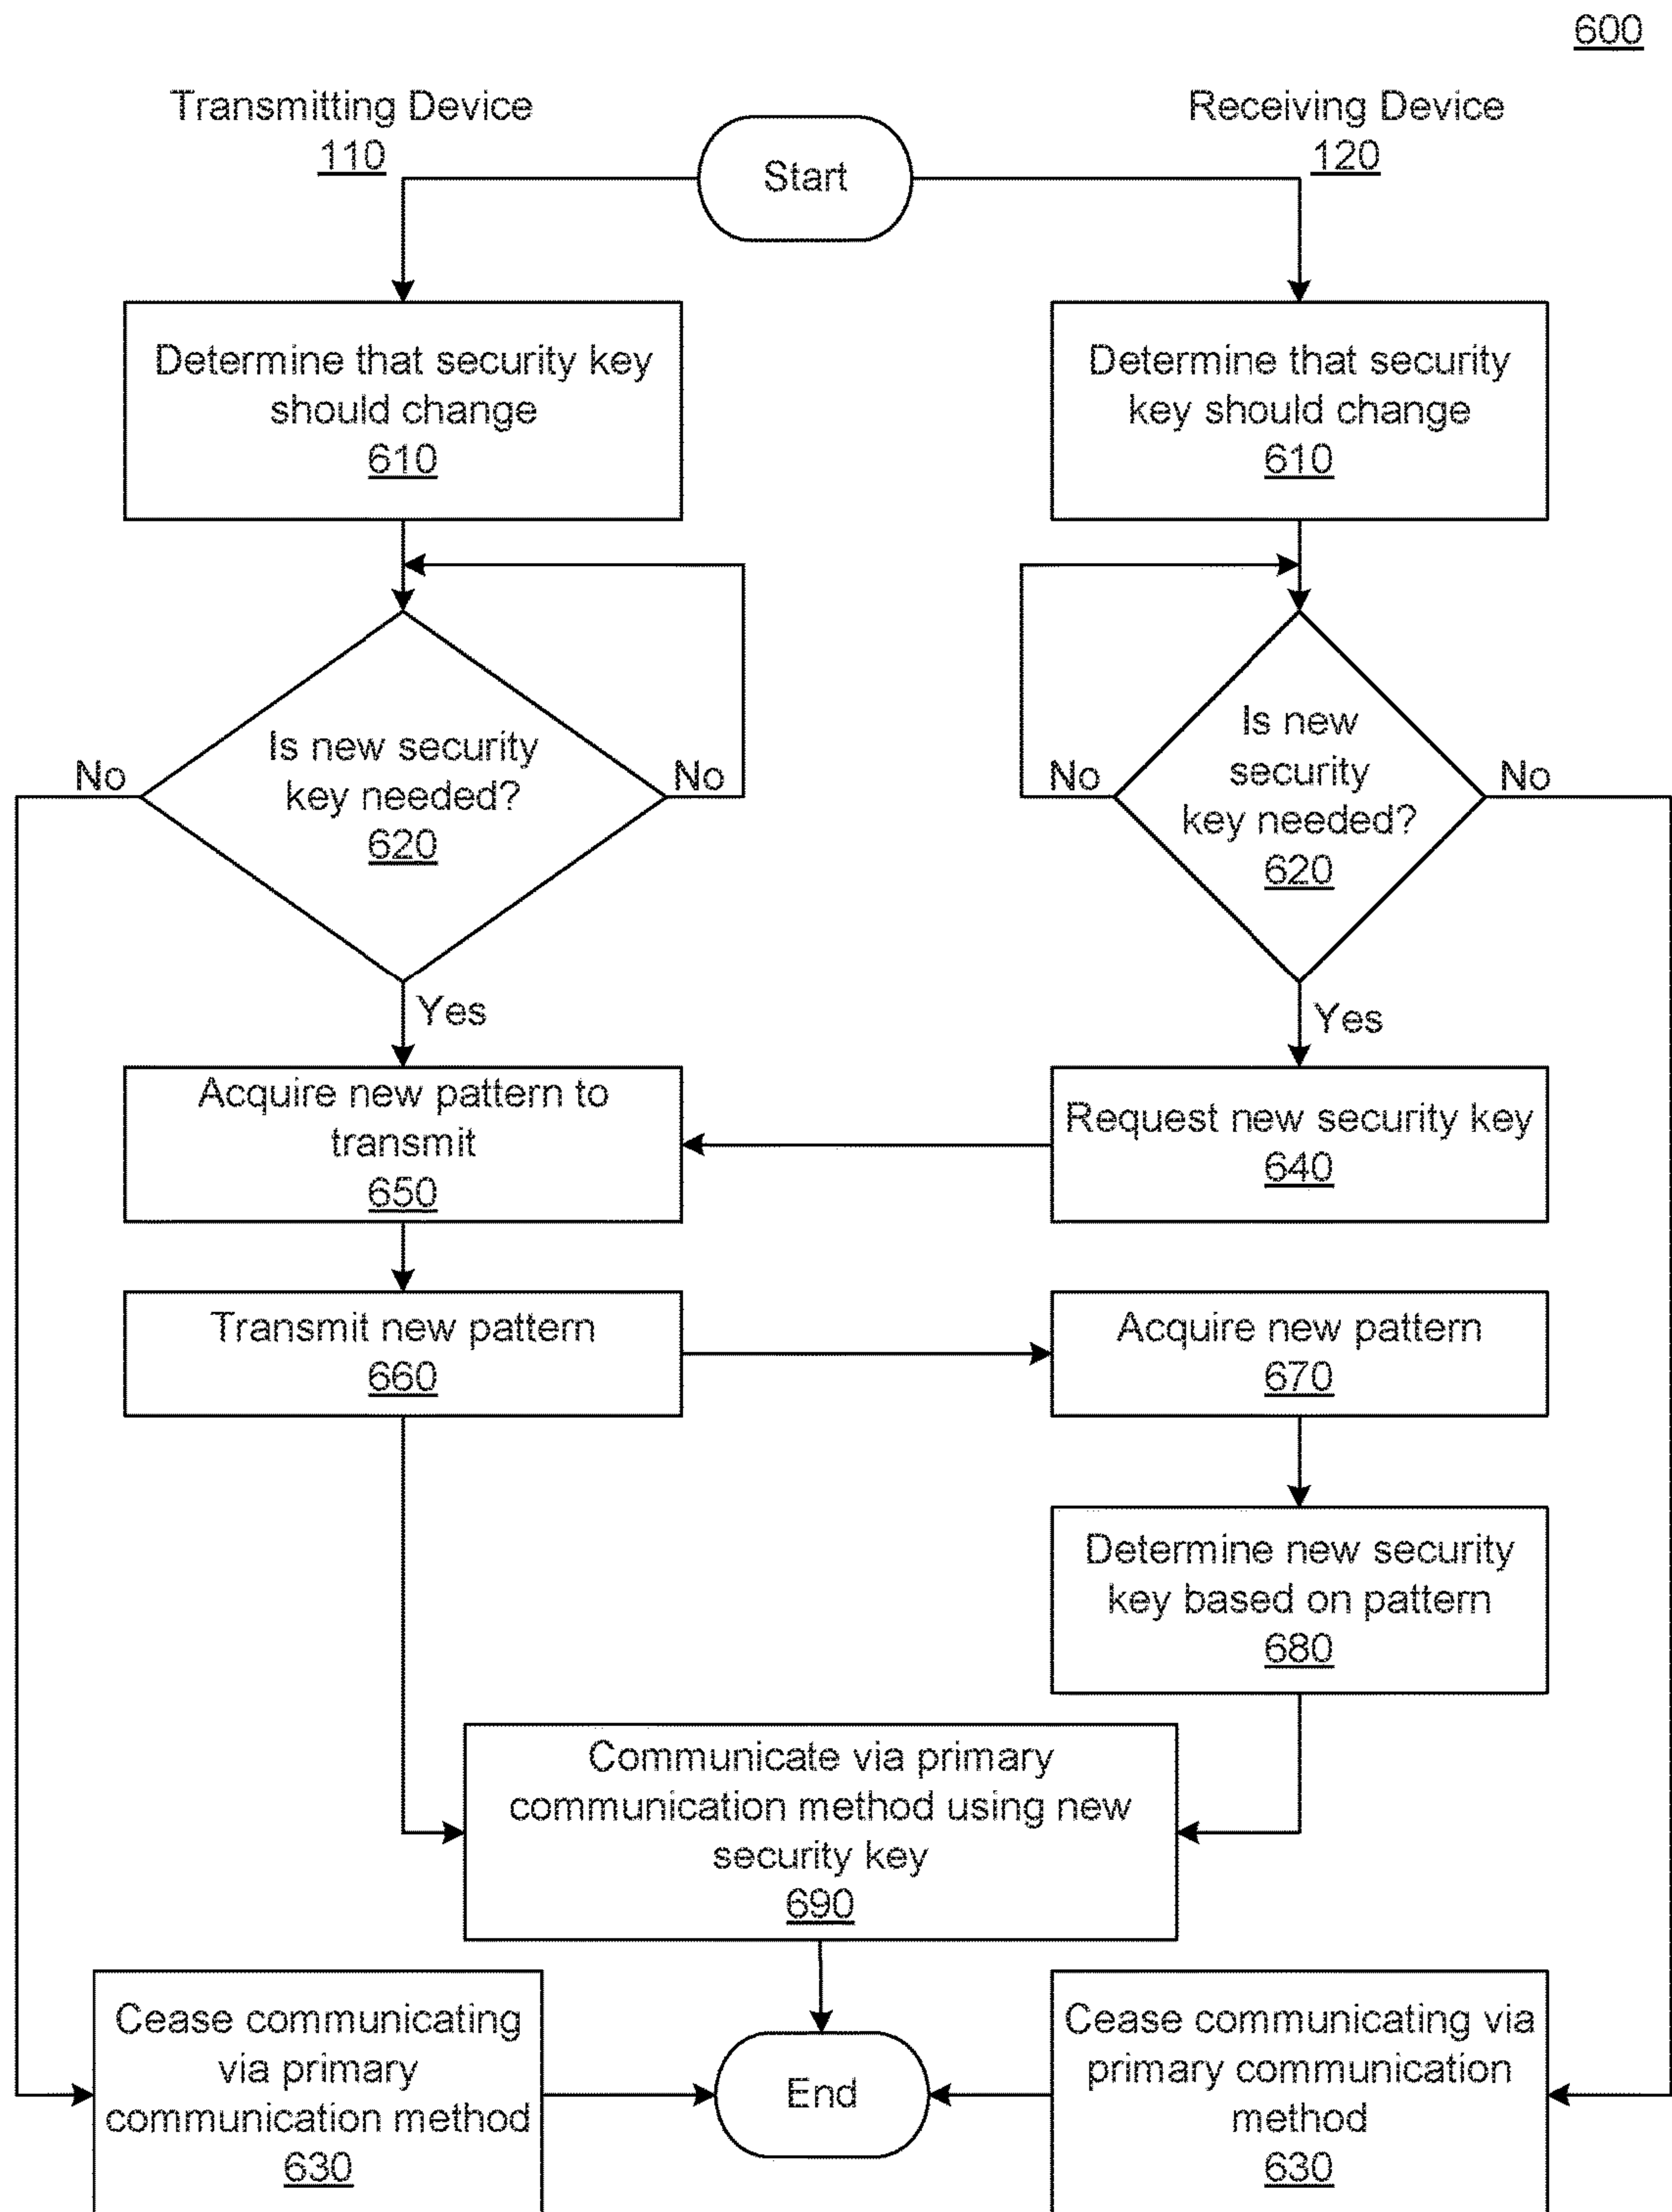 600
Transmitting Device
110
Receiving Device
120
Start
Determine that security key
should change
610
Determine that security
key should change
610
Is new security
key needed?
620
No
No
Is new
security
key needed?
620
No
No
Yes
Yes
Acquire new pattern to
transmit
650
Request new security key
640
Transmit new pattern
660
Acquire new pattern
670
Determine new security
key based on pattern
680
Communicate via primary
communication method using new
security key
690
Cease communicating
via primary
communication method
630
End
Cease communicating via
primary communication
method
630